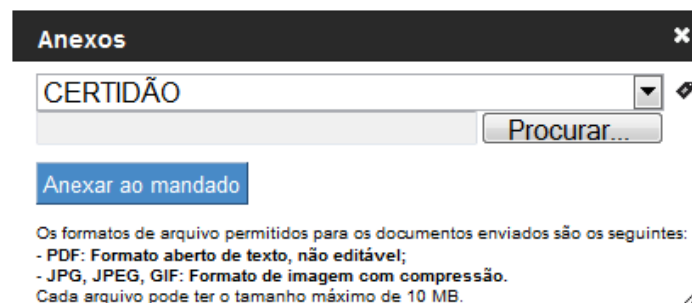 Anexos
CERTIDÃO
Procurar...
Anexar ao mandado
Os formatos de arquivo permitidos para os documentos enviados são os seguintes:
- PDF: Formato aberto de texto, não editável;
- JPG, JPEG, GIF: Formato de imagem com compressão.
Cada arquivo pode ter o tamanho máximo de 10 MB.